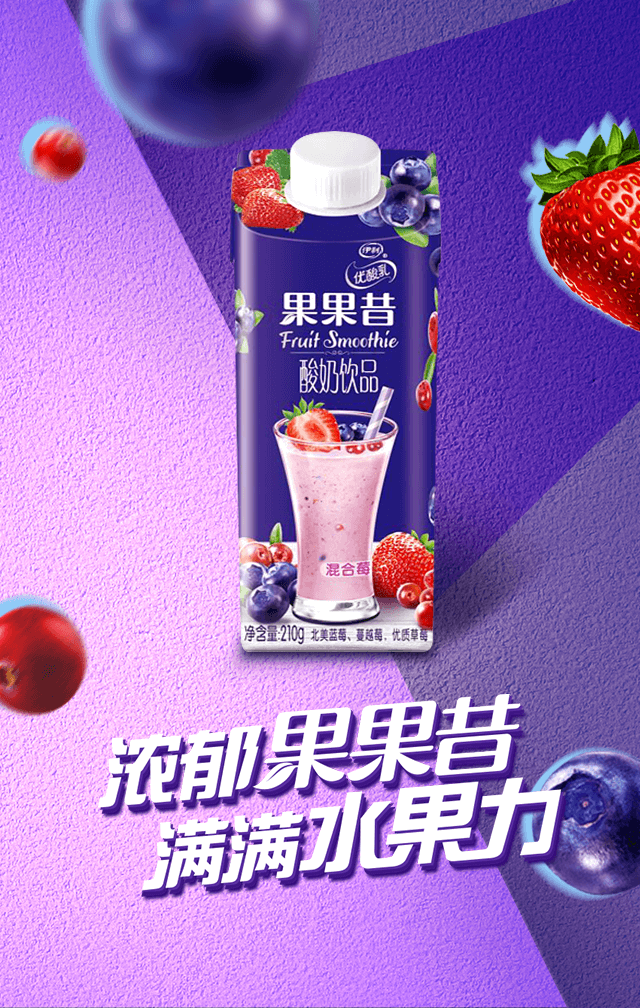 伊利
优酸乳
果果昔
Fruit Smoothie
酸奶饮品
混合莓
净含量:210g 北美蓝莓、蔓越莓、优质草莓
浓郁果果昔
满满水果力